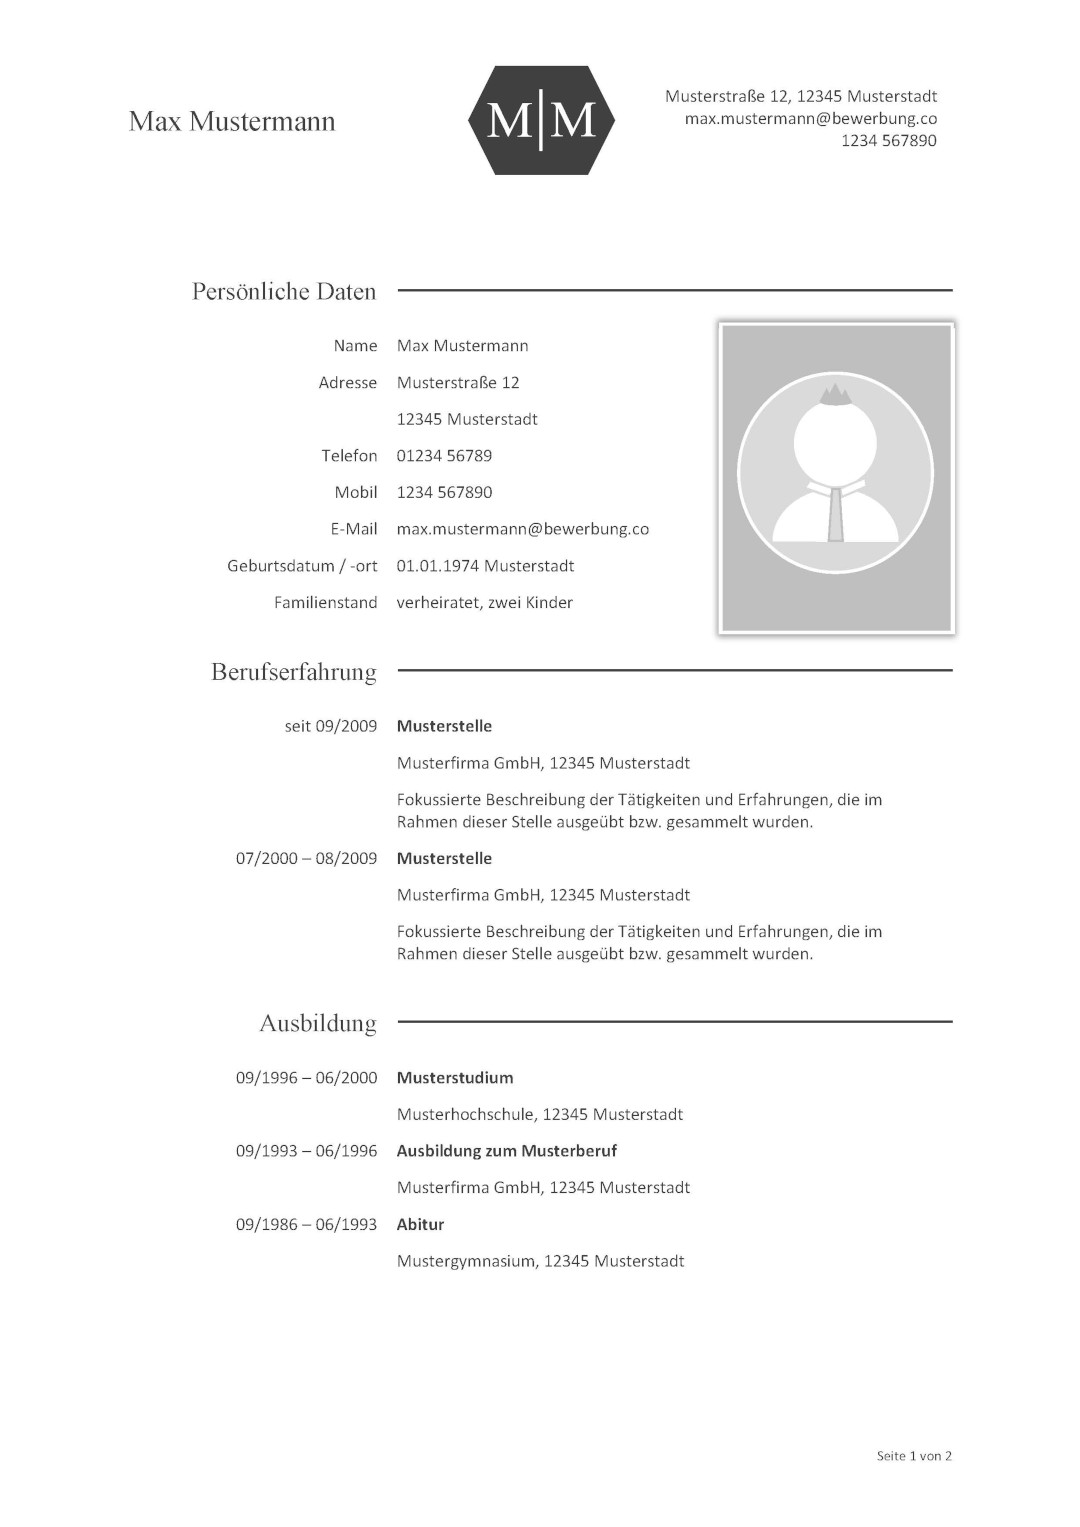 Max Mustermann
M|M
Musterstraße 12, 12345 Musterstadt
max.mustermann@bewerbung.co
1234 567890
Persönliche Daten
Name Max Mustermann
Adresse Musterstraße 12
12345 Musterstadt
Telefon 01234 56789
Mobil 1234 567890
E-Mail max.mustermann@bewerbung.co
Geburtsdatum / -ort 01.01.1974 Musterstadt
Familienstand verheiratet, zwei Kinder
Berufserfahrung
seit 09/2009 Musterstelle
Musterfirma GmbH, 12345 Musterstadt
Fokussierte Beschreibung der Tätigkeiten und Erfahrungen, die im
Rahmen dieser Stelle ausgeübt bzw. gesammelt wurden.
07/2000 – 08/2009 Musterstelle
Musterfirma GmbH, 12345 Musterstadt
Fokussierte Beschreibung der Tätigkeiten und Erfahrungen, die im
Rahmen dieser Stelle ausgeübt bzw. gesammelt wurden.
Ausbildung
09/1996 – 06/2000 Musterstudium
Musterhochschule, 12345 Musterstadt
09/1993 – 06/1996 Ausbildung zum Musterberuf
Musterfirma GmbH, 12345 Musterstadt
09/1986 – 06/1993 Abitur
Mustergymnasium, 12345 Musterstadt
Seite 1 von 2